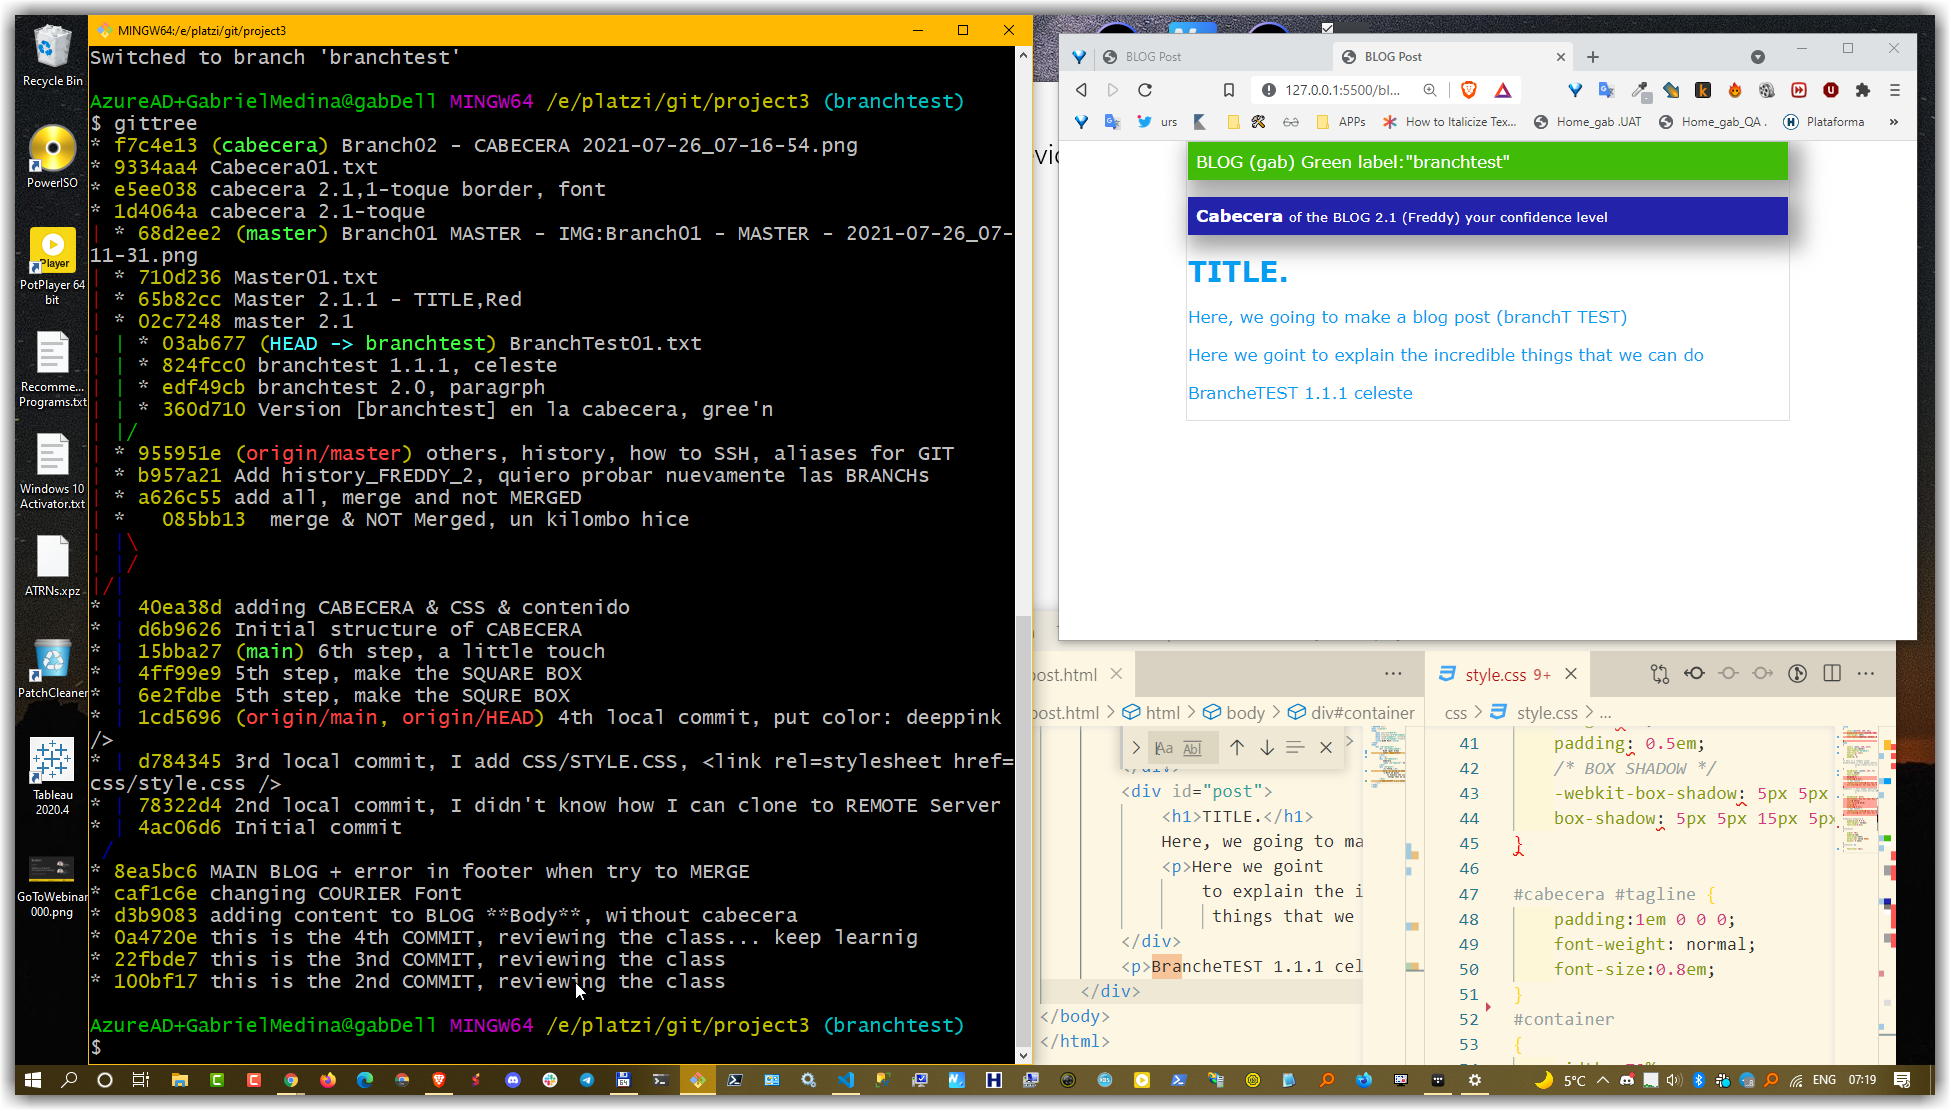 Recycle Bin
PowerISO
Player
PotPlayer 64
bit
Recomme...
Programs.txt
Windows 10
Activator.txt
ATRNs.xpz
PatchCleaner
Tableau
2020.4
GoToWebinar
000.png
MINGW64:/e/platzi/git/project3
Switched to branch 'branchtest'
AzureAD+GabrielMedina@gabDell MINGW64 /e/platzi/git/project3 (branchtest)
$ gittree
* f7c4e13 (cabecera) Branch02 - CABECERA 2021-07-26_07-16-54.png
* 9334aa4 Cabecera01.txt
* e5ee038 cabecera 2.1,1-toque border, font
* 1d4064a cabecera 2.1-toque
| * 68d2ee2 (master) Branch01 MASTER - IMG:Branch01 - MASTER - 2021-07-26_07-
11-31.png
| * 710d236 Master01.txt
| * 65b82cc Master 2.1.1 - TITLE,Red
| * 02c7248 master 2.1
| | * 03ab677 (HEAD -> branchtest) BranchTest01.txt
| | * 824fcc0 branchtest 1.1.1, celeste
| | * edf49cb branchtest 2.0, paragrph
| | * 360d710 Version [branchtest] en la cabecera, gree'n
| |/
| * 955951e (origin/master) others, history, how to SSH, aliases for GIT
| * b957a21 Add history_FREDDY_2, quiero probar nuevamente las BRANCHs
| * a626c55 add all, merge and not MERGED
| *   085bb13  merge & NOT Merged, un kilombo hice
| |\
| |/
|/|
* | 40ea38d adding CABECERA & CSS & contenido
* | d6b9626 Initial structure of CABECERA
* | 15bba27 (main) 6th step, a little touch
* | 4ff99e9 5th step, make the SQUARE BOX
* | 6e2fdbe 5th step, make the SQURE BOX
* | 1cd5696 (origin/main, origin/HEAD) 4th local commit, put color: deeppink
/>
* | d784345 3rd local commit, I add CSS/STYLE.CSS, <link rel=stylesheet href=
css/style.css />
* | 78322d4 2nd local commit, I didn't know how I can clone to REMOTE Server
* | 4ac06d6 Initial commit
 /
* 8ea5bc6 MAIN BLOG + error in footer when try to MERGE
* caf1c6e changing COURIER Font
* d3b9083 adding content to BLOG **Body**, without cabecera
* 0a4720e this is the 4th COMMIT, reviewing the class... keep learnig
* 22fbde7 this is the 3nd COMMIT, reviewing the class
* 100bf17 this is the 2nd COMMIT, reviewing the class
AzureAD+GabrielMedina@gabDell MINGW64 /e/platzi/git/project3 (branchtest)
$
BLOG Post
BLOG Post
127.0.0.1:5500/bl...
urs
APPs
How to Italicize Tex...
Home_gab .UAT
Home_gab_QA .
Plataforma
»
BLOG (gab) Green label:"branchtest"
Cabecera of the BLOG 2.1 (Freddy) your confidence level
TITLE.
Here, we going to make a blog post (branchT TEST)
Here we goint to explain the incredible things that we can do
BrancheTEST 1.1.1 celeste
post.html
...
post.html > html > body > div#container
Aa Abl
<div id="post">
<h1>TITLE.</h1>
Here, we going to ma
<p>Here we goint
to explain the i
things that we
</div>
<p>BrancheTEST 1.1.1 cel
</div>
</body>
</html>
style.css 9+
...
css > style.css > ...
41 padding: 0.5em;
42 /* BOX SHADOW */
43 -webkit-box-shadow: 5px 5px
44 box-shadow: 5px 5px 15px 5px
45 }
46
47 #cabecera #tagline {
48 padding:1em 0 0 0;
49 font-weight: normal;
50 font-size:0.8em;
51 }
52 #container
53 {
5°C
ENG
07:19